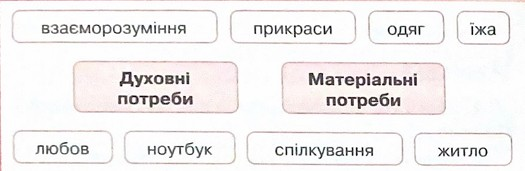 взаєморозуміння прикраси одяг їжа
Духовні потреби Матеріальні потреби
любов ноутбук спілкування житло